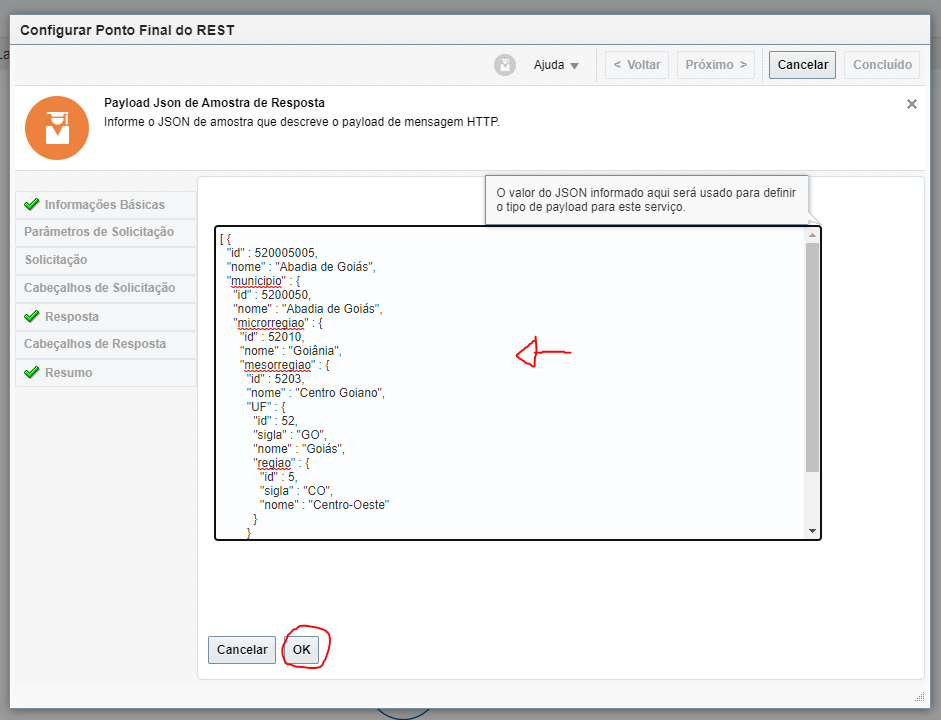 Configurar Ponto Final do REST
La
Ajuda
< Voltar
Próximo >
Cancelar
Concluído
Payload Json de Amostra de Resposta
Informe o JSON de amostra que descreve o payload de mensagem HTTP.
O valor do JSON informado aqui será usado para definir
o tipo de payload para este serviço.
Informações Básicas
Parâmetros de Solicitação
Solicitação
Cabeçalhos de Solicitação
Resposta
Cabeçalhos de Resposta
Resumo
[ {
"id" : 520005005,
"nome" : "Abadia de Goiás",
"municipio" : {
"id" : 5200050,
"nome" : "Abadia de Goiás",
"microrregiao" : {
"id" : 52010,
"nome" : "Goiânia",
"mesorregiao" : {
"id" : 5203,
"nome" : "Centro Goiano",
"UF" : {
"id" : 52,
"sigla" : "GO",
"nome" : "Goiás",
"regiao" : {
"id" : 5,
"sigla" : "CO",
"nome" : "Centro-Oeste"
}
}
Cancelar
OK